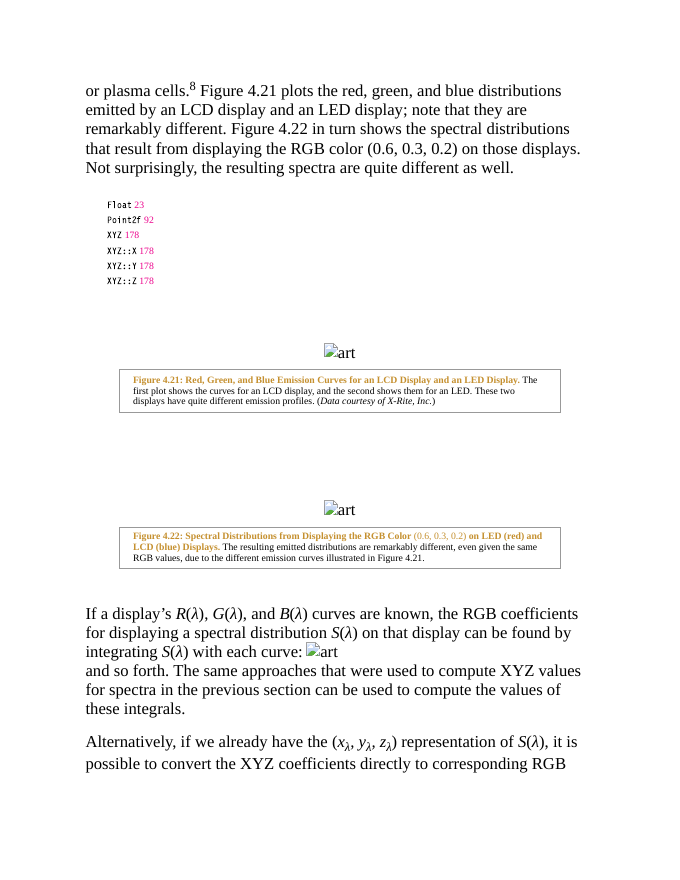 or plasma cells.8 Figure 4.21 plots the red, green, and blue distributions
emitted by an LCD display and an LED display; note that they are
remarkably different. Figure 4.22 in turn shows the spectral distributions
that result from displaying the RGB color (0.6, 0.3, 0.2) on those displays.
Not surprisingly, the resulting spectra are quite different as well.
Float 23
Point2f 92
XYZ 178
XYZ::X 178
XYZ::Y 178
XYZ::Z 178
art
Figure 4.21: Red, Green, and Blue Emission Curves for an LCD Display and an LED Display. The
first plot shows the curves for an LCD display, and the second shows them for an LED. These two
displays have quite different emission profiles. (Data courtesy of X-Rite, Inc.)
art
Figure 4.22: Spectral Distributions from Displaying the RGB Color (0.6, 0.3, 0.2) on LED (red) and
LCD (blue) Displays. The resulting emitted distributions are remarkably different, even given the same
RGB values, due to the different emission curves illustrated in Figure 4.21.
If a display’s R(λ), G(λ), and B(λ) curves are known, the RGB coefficients
for displaying a spectral distribution S(λ) on that display can be found by
integrating S(λ) with each curve: art
and so forth. The same approaches that were used to compute XYZ values
for spectra in the previous section can be used to compute the values of
these integrals.
Alternatively, if we already have the (xλ, yλ, zλ) representation of S(λ), it is
possible to convert the XYZ coefficients directly to corresponding RGB